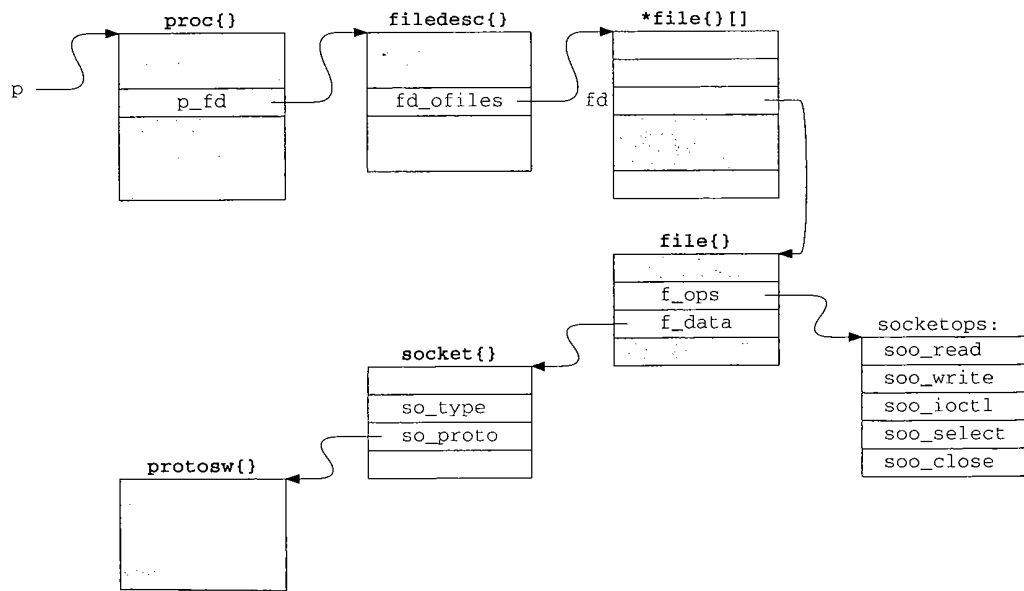 proc{}
filedesc{}
*file{}[]
p
p_fd
fd_ofiles
fd
file{}
f_ops
f_data
socketops:
soo_read
soo_write
soo_ioctl
soo_select
soo_close
socket{}
so_type
so_proto
protosw{}